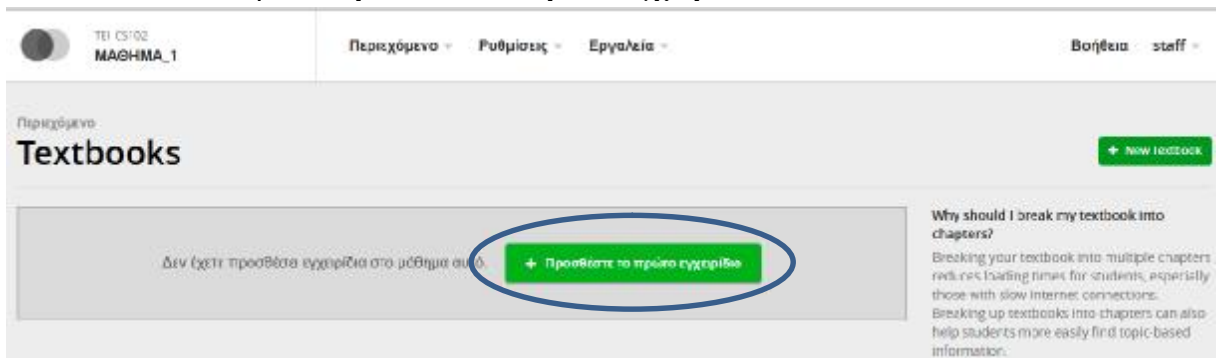 TEI CS102
ΜΑΘΗΜΑ_1
Περιεχόμενο Ρυθμίσεις Εργαλεία
Βοήθεια staff
Περιεχόμενο
Textbooks
+ New Textbook
Δεν έχετε προσθέσει εγχειρίδια στο μάθημα αυτό.
+ Προσθέστε το πρώτο εγχειρίδιο
Why should I break my textbook into
chapters?
Breaking your textbook into multiple chapters
reduces loading times for students, especially
those with slow Internet connections.
Breaking up textbooks into chapters can also
help students more easily find topic-based
information.